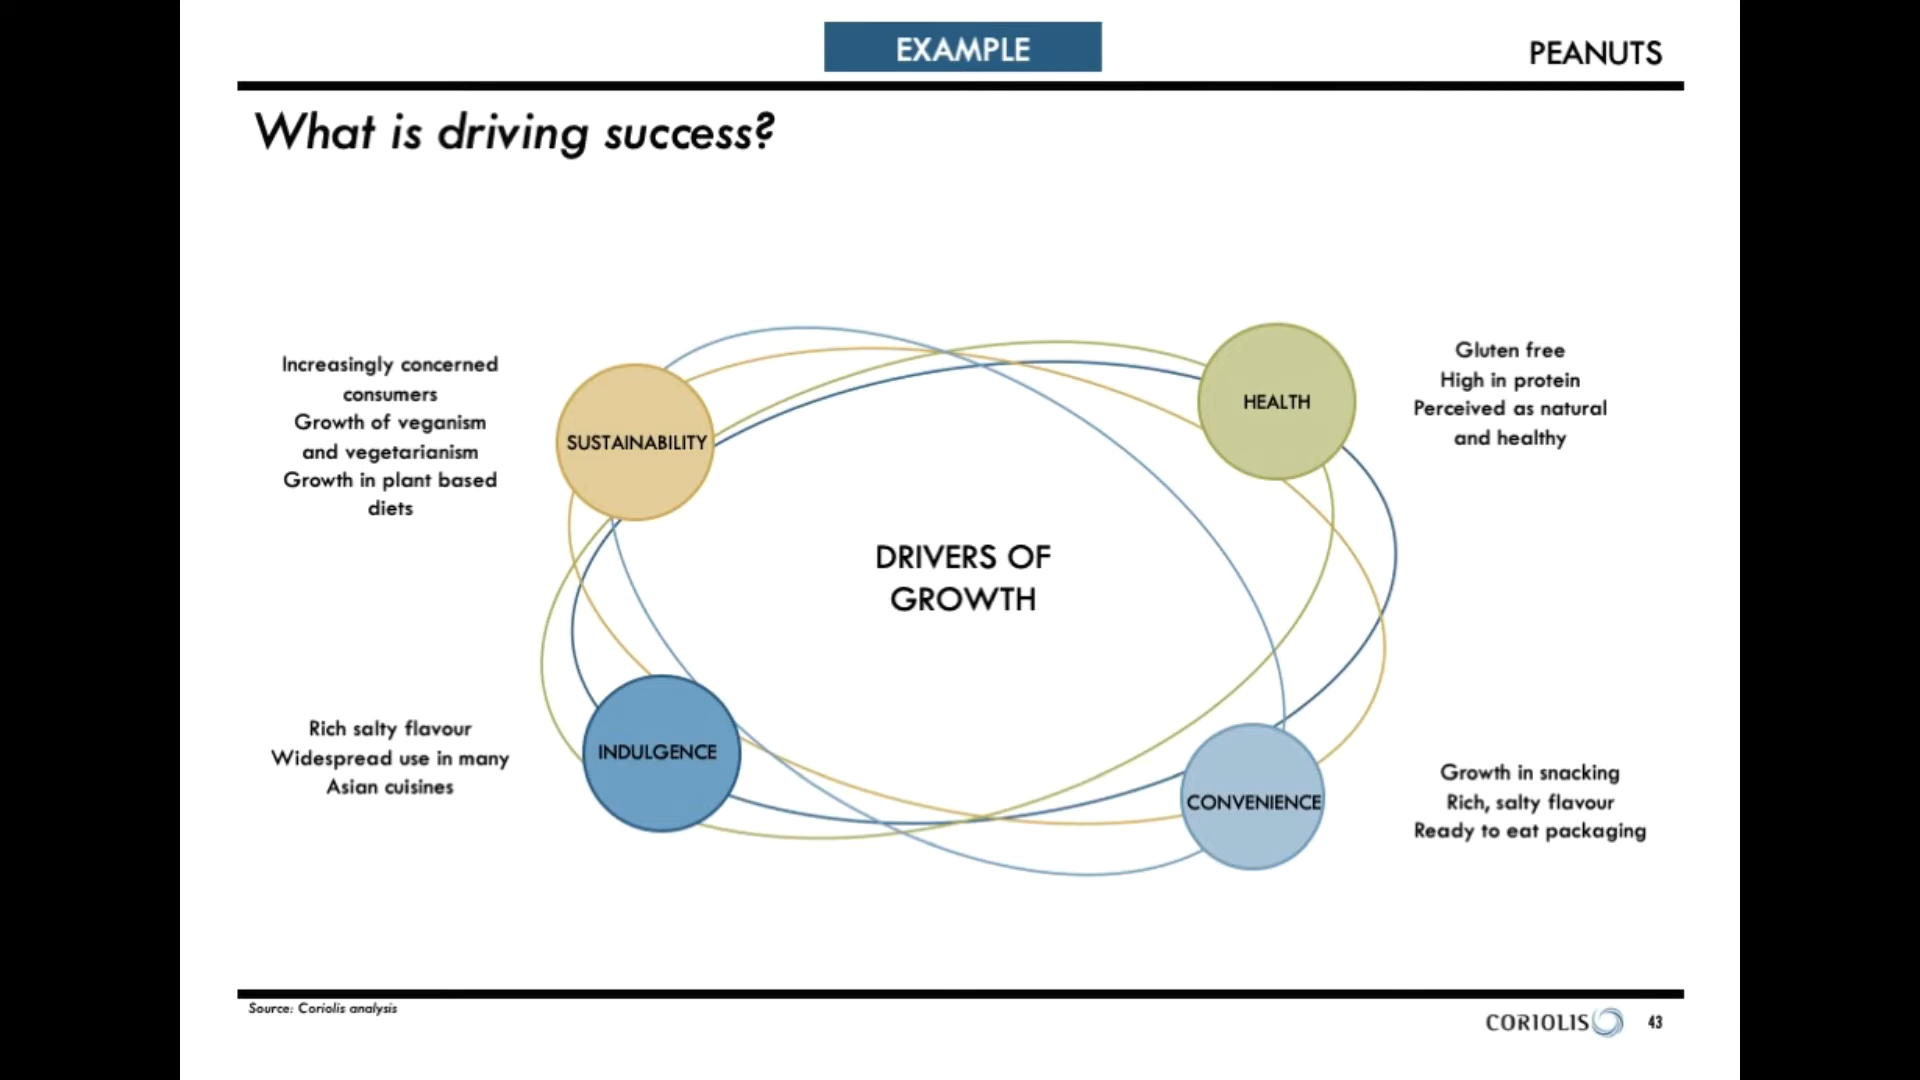 EXAMPLE
PEANUTS
What is driving success?
Increasingly concerned
consumers
Growth of veganism
and vegetarianism
Growth in plant based
diets
SUSTAINABILITY
HEALTH
Gluten free
High in protein
Perceived as natural
and healthy
DRIVERS OF
GROWTH
Rich salty flavour
Widespread use in many
Asian cuisines
INDULGENCE
CONVENIENCE
Growth in snacking
Rich, salty flavour
Ready to eat packaging
Source: Coriolis analysis
CORIOLIS
43